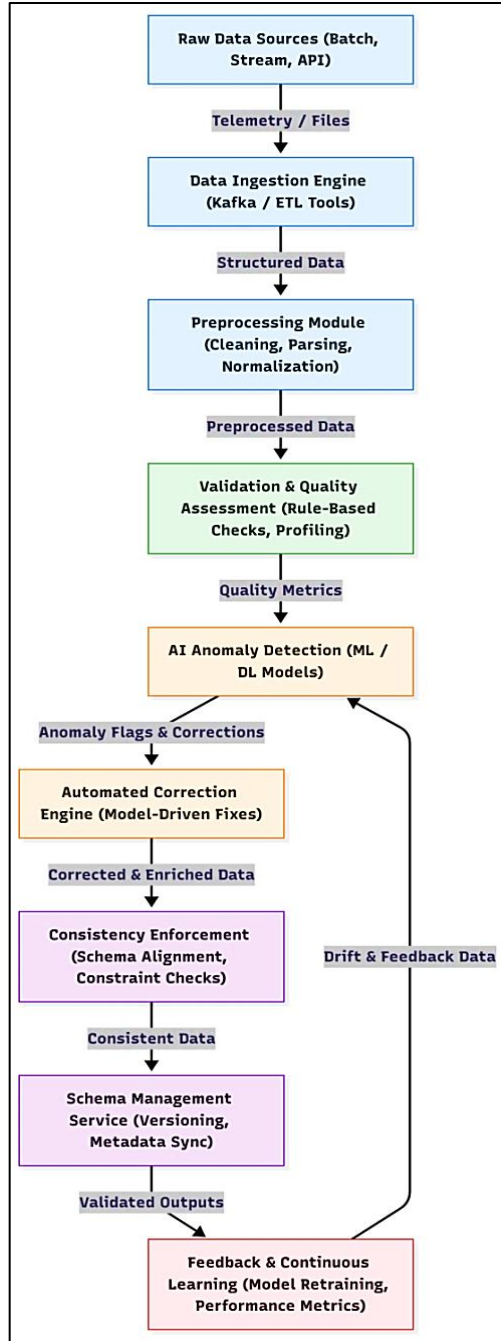 Raw Data Sources (Batch,
Stream, API)
Telemetry / Files
Data Ingestion Engine
(Kafka / ETL Tools)
Structured Data
Preprocessing Module
(Cleaning, Parsing,
Normalization)
Preprocessed Data
Validation & Quality
Assessment (Rule-Based
Checks, Profiling)
Quality Metrics
AI Anomaly Detection (ML /
DL Models)
Anomaly Flags & Corrections
Automated Correction
Engine (Model-Driven Fixes)
Corrected & Enriched Data
Consistency Enforcement
(Schema Alignment,
Constraint Checks)
Drift & Feedback Data
Consistent Data
Schema Management
Service (Versioning,
Metadata Sync)
Validated Outputs
Feedback & Continuous
Learning (Model Retraining,
Performance Metrics)